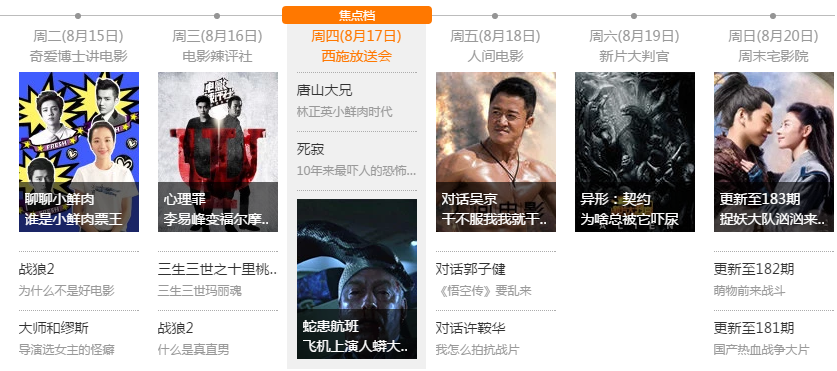 焦点档
周二(8月15日)
奇爱博士讲电影
FRESH
FRESH
聊聊小鲜肉
谁是小鲜肉票王
战狼2
为什么不是好电影
大师和缪斯
导演选女主的怪癖
周三(8月16日)
电影辣评社
心理罪
李易峰变福尔摩..
三生三世之十里桃..
三生三世玛丽魂
战狼2
什么是真直男
周四(8月17日)
西施放送会
唐山大兄
林正英小鲜肉时代
死寂
10年来最吓人的恐怖...
蛇患航班
飞机上演人蟒大..
周五(8月18日)
人间电影
对话吴京
干不服我我就干..
对话郭子健
《悟空传》要乱来
对话许鞍华
我怎么拍抗战片
周六(8月19日)
新片大判官
异形：契约
为啥总被它吓尿
周日(8月20日)
周末宅影院
更新至183期
捉妖大队汹汹来..
更新至182期
萌物前来战斗
更新至181期
国产热血战争大片